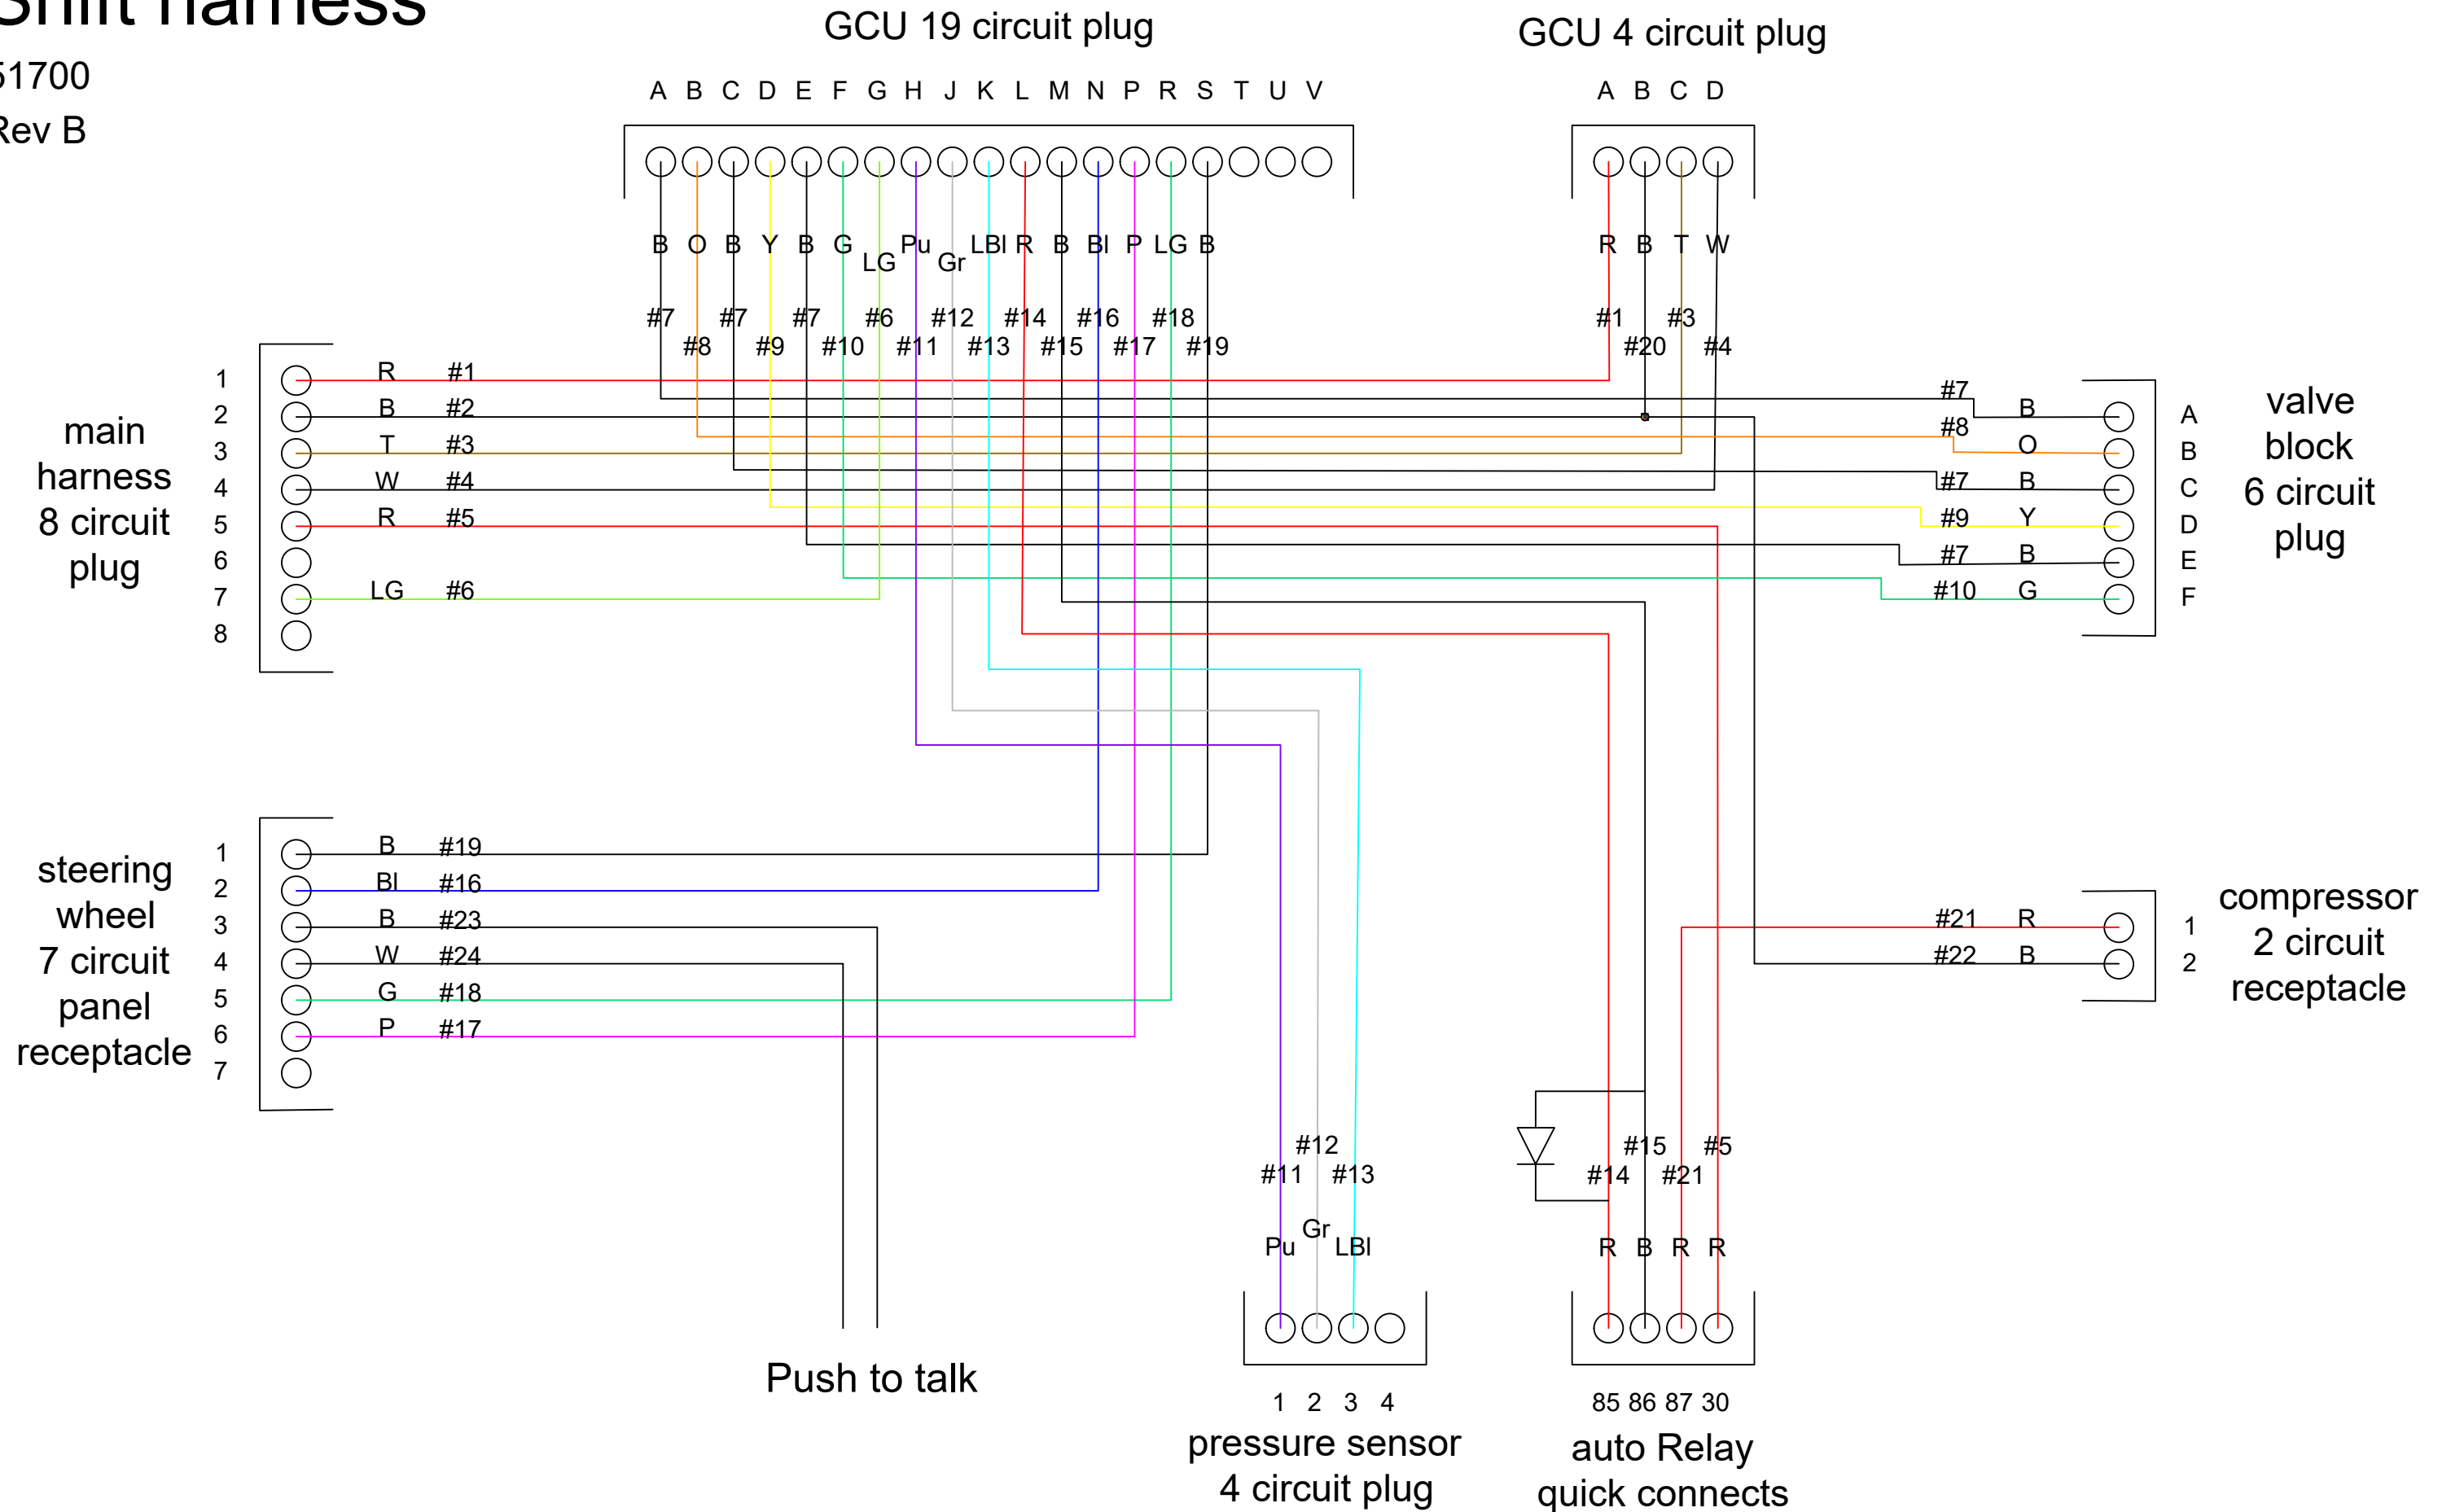 Shift harness
51700
Rev B
GCU 19 circuit plug
GCU 4 circuit plug
A B C D E F G H J K L M N P R S T U V
A B C D
B O B Y B G LG Pu Gr LBl R B Bl P LG B
R B T W
#7 #7 #7 #6 #12 #14 #16 #18
#8 #9 #10 #11 #13 #15 #17 #19
#1 #3
#20 #4
main
harness
8 circuit
plug
1 R #1
2 B #2
3 T #3
4 W #4
5 R #5
6
7 LG #6
8
#7 B A
#8 O B
#7 B C
#9 Y D
#7 B E
#10 G F
valve
block
6 circuit
plug
steering
wheel
7 circuit
panel
receptacle
1 B #19
2 Bl #16
3 B #23
4 W #24
5 G #18
6 P #17
7
#21 R 1
#22 B 2
compressor
2 circuit
receptacle
#12
#11 #13
Gr
Pu LBl
#15 #5
#14 #21
R B R R
Push to talk
1 2 3 4
pressure sensor
4 circuit plug
85 86 87 30
auto Relay
quick connects